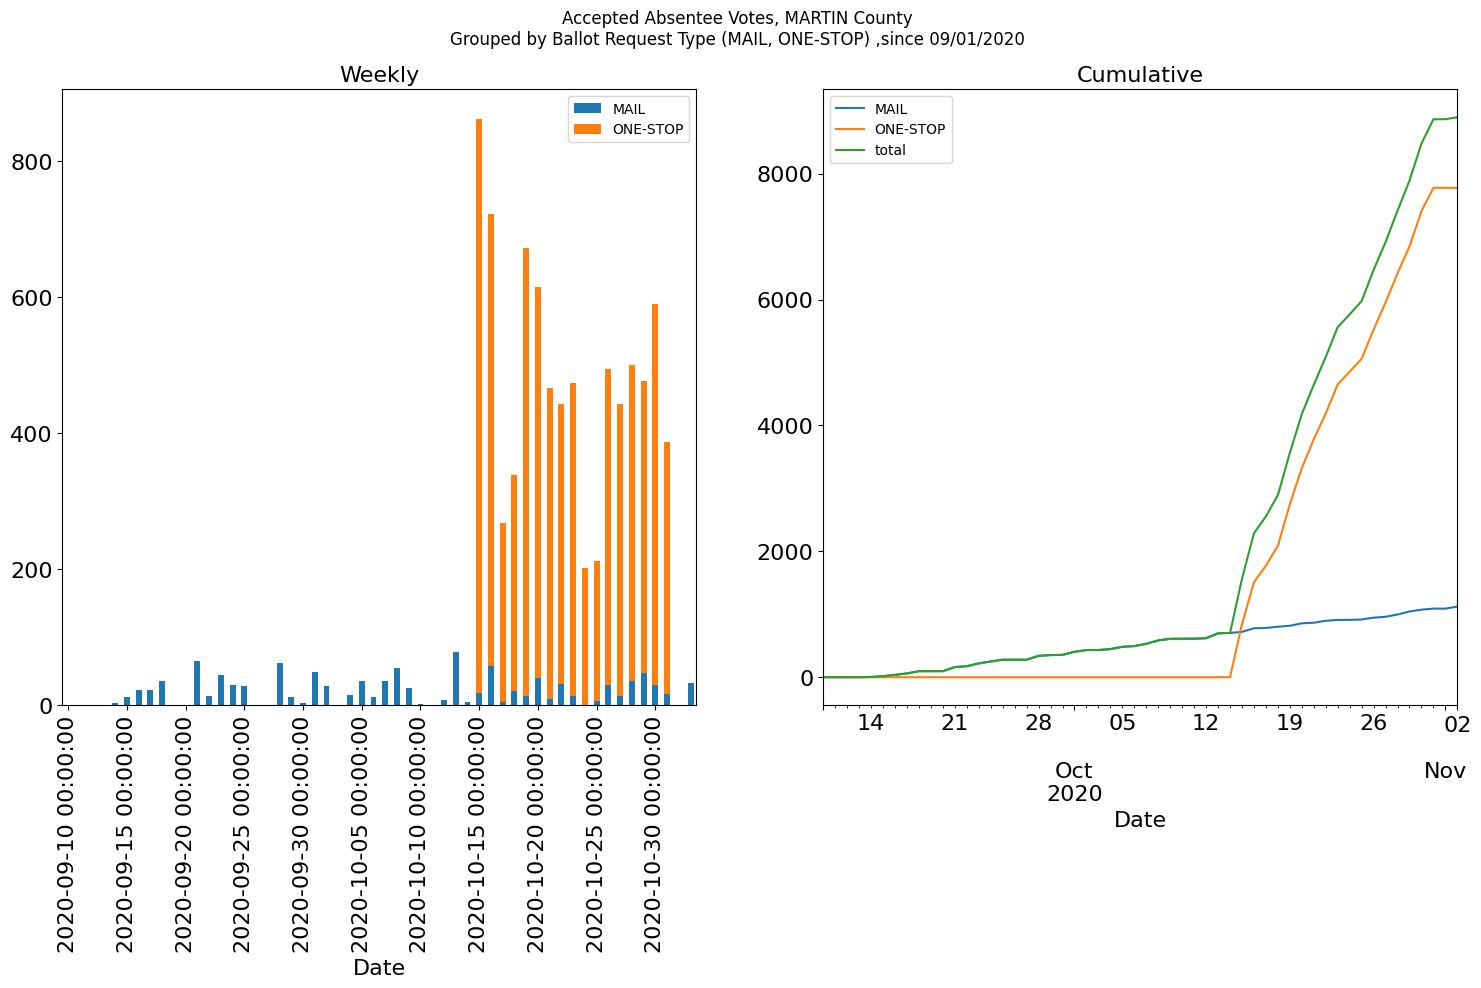 Accepted Absentee Votes, MARTIN County
Grouped by Ballot Request Type (MAIL, ONE-STOP) ,since 09/01/2020
Weekly
MAIL
ONE-STOP
800
600
400
200
0
2020-09-10 00:00:00
2020-09-15 00:00:00
2020-09-20 00:00:00
2020-09-25 00:00:00
2020-09-30 00:00:00
2020-10-05 00:00:00
2020-10-10 00:00:00
2020-10-15 00:00:00
2020-10-20 00:00:00
2020-10-25 00:00:00
2020-10-30 00:00:00
Date
Cumulative
MAIL
ONE-STOP
total
8000
6000
4000
2000
0
14 21 28 05 12 19 26 02
Oct Nov
2020
Date